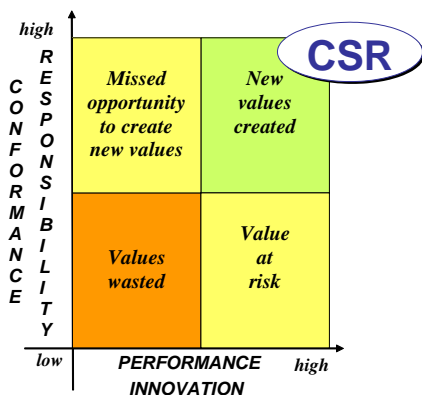 high
CSR
CONFORMANCE
RESPONSIBILITY
Missed
opportunity
to create
new values
New
values
created
Values
wasted
Value
at
risk
low
PERFORMANCE
high
INNOVATION